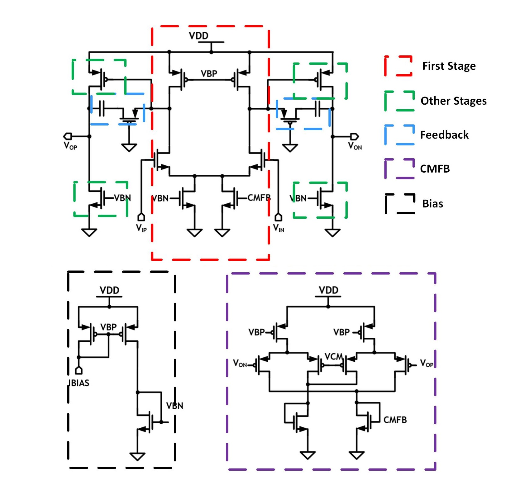 VDD
VBP
First Stage
Other Stages
Feedback
CMFB
Bias
VOP
VON
VBN
VBN
CMFB
VBN
VIP
VIN
VDD
VBP
IBIAS
VBN
VDD
VBP
VBP
VON
VCM
VOP
CMFB